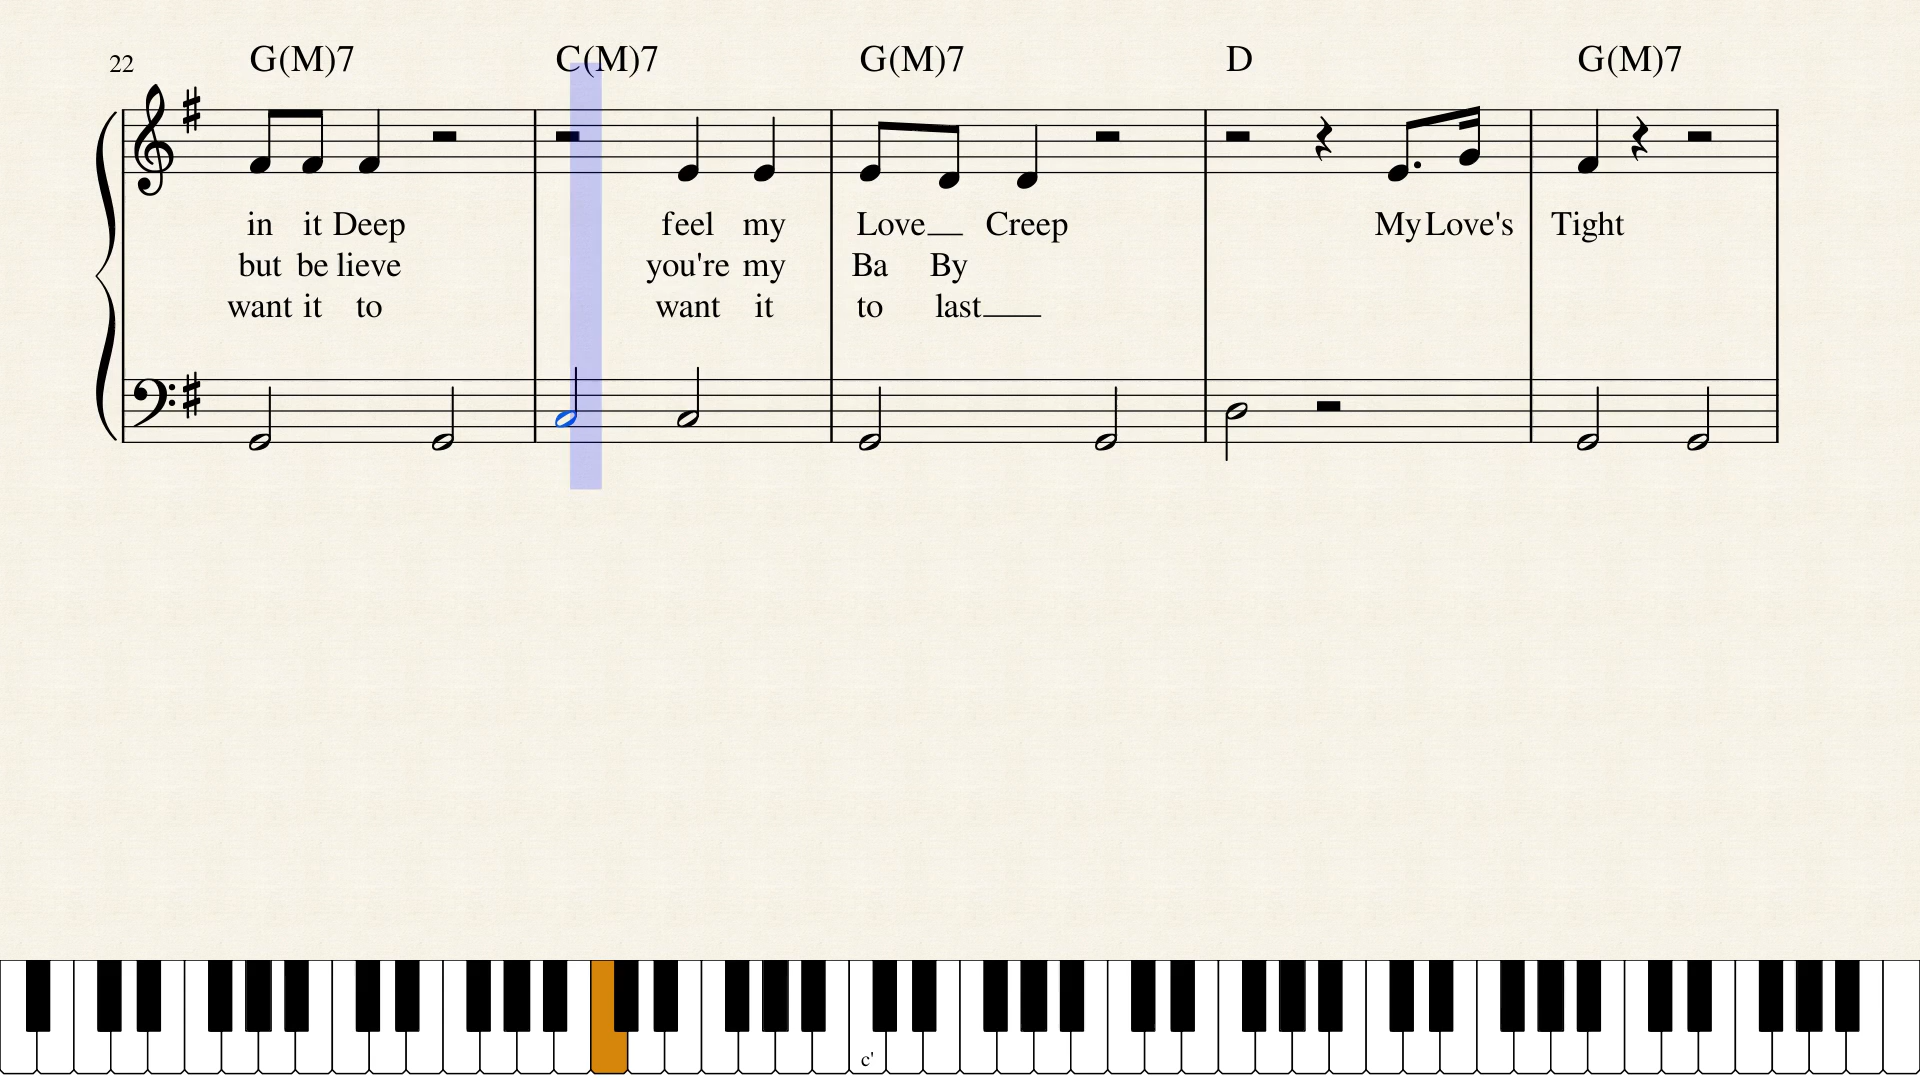 22 G(M)7 C(M)7 G(M)7 D G(M)7
in it Deep feel my Love__ Creep My Love's Tight
but be lieve you're my Ba By
want it to want it to last___
c'